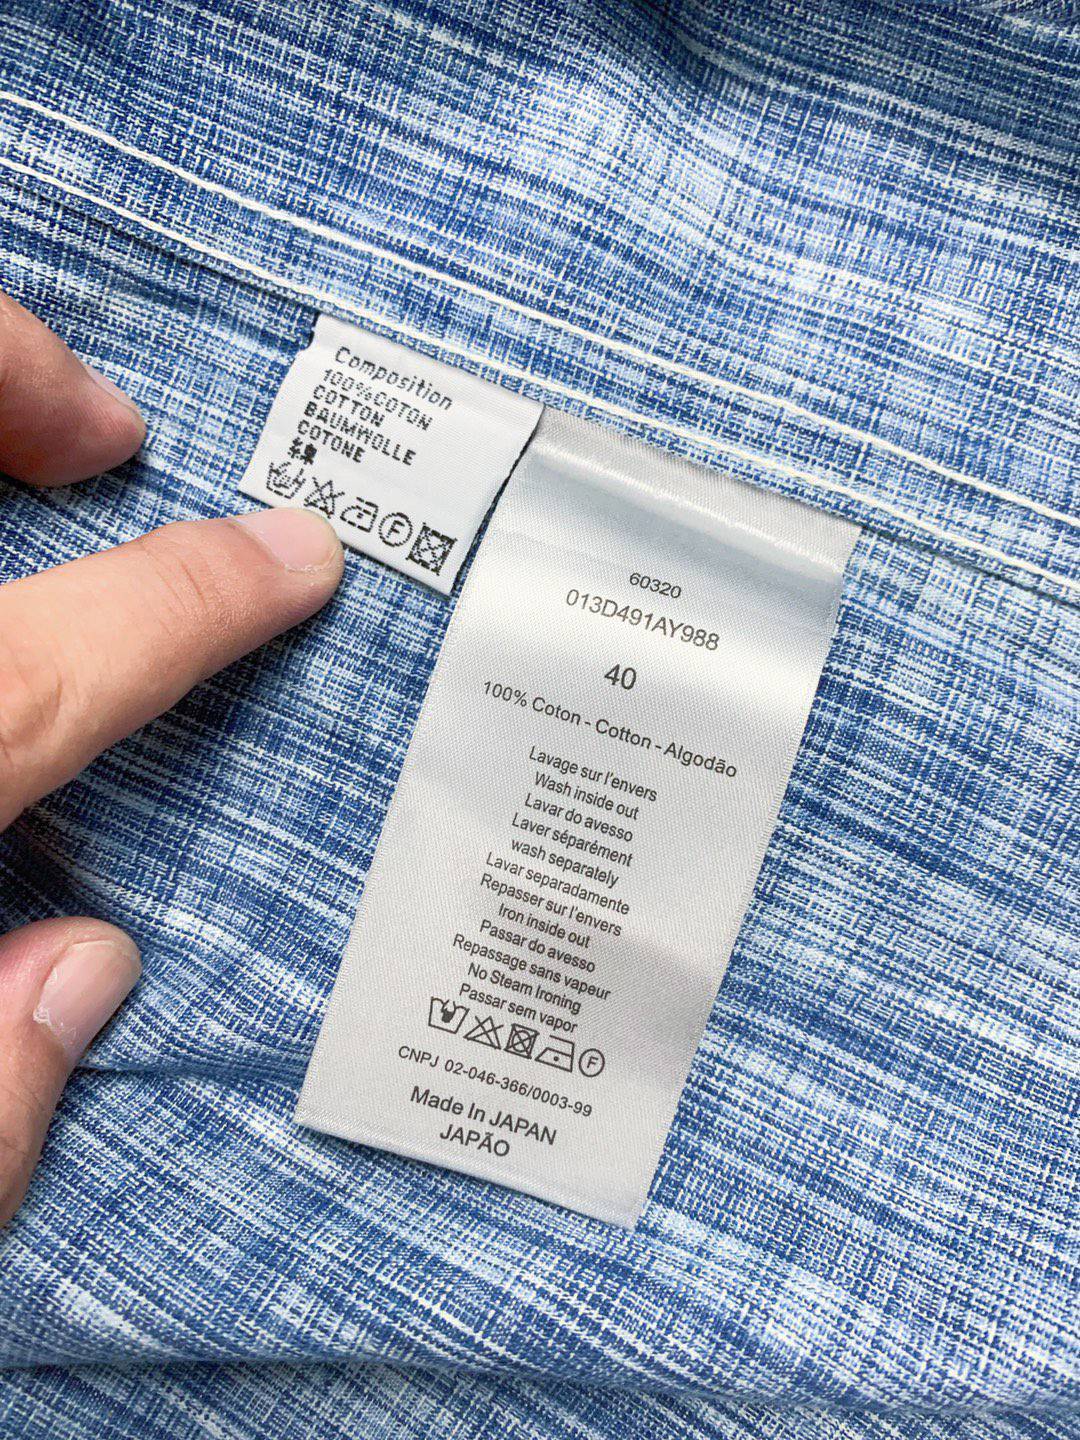 Composition
100%COTON
COTTON
BAUMWOLLE
COTONE
綿
F
60320
013D491AY988
40
100% Coton - Cotton - Algodão
Lavage sur l'envers
Wash inside out
Lavar do avesso
Laver séparément
wash separately
Lavar separadamente
Repasser sur l'envers
Iron inside out
Passar do avesso
Repassage sans vapeur
No Steam Ironing
Passar sem vapor
F
CNPJ 02-046-366/0003-99
Made In JAPAN
JAPÃO